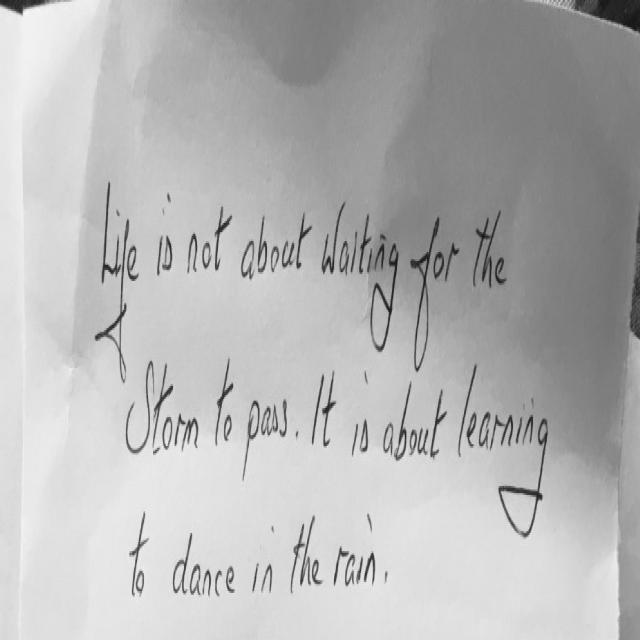 Life is not about Waiting for the
Storm to pass. It is about learning
to dance in the rain.